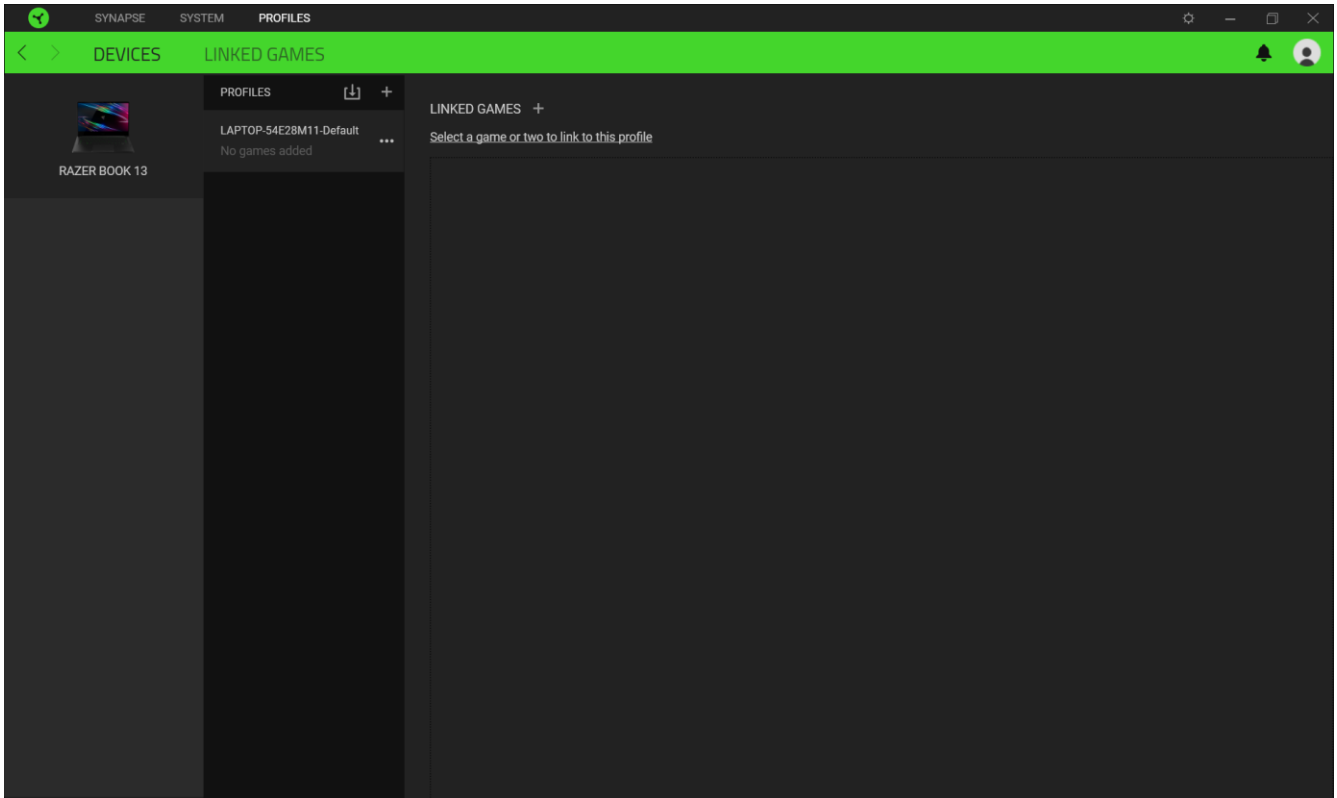 SYNAPSE SYSTEM PROFILES
DEVICES LINKED GAMES
RAZER BOOK 13
PROFILES
LAPTOP-54E28M11-Default
No games added
LINKED GAMES +
Select a game or two to link to this profile